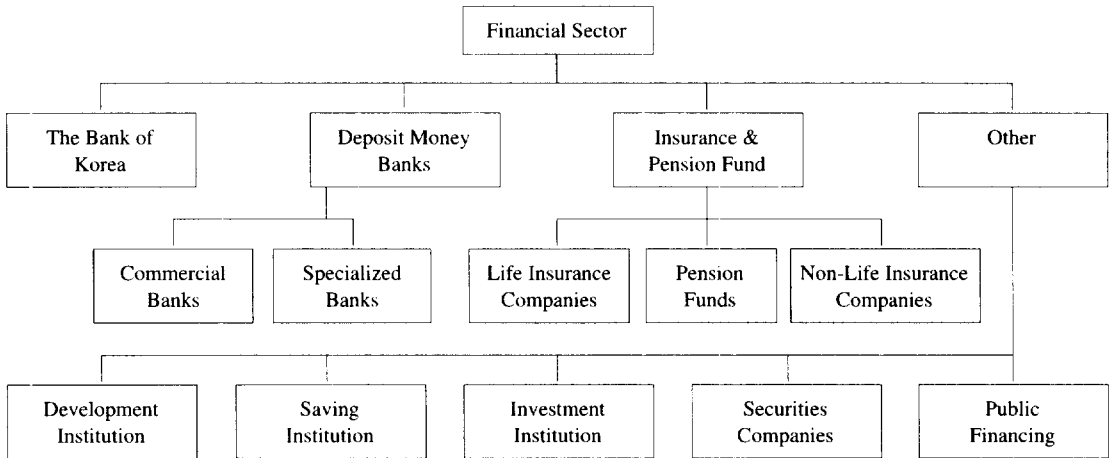 Financial Sector
The Bank of
Korea
Deposit Money
Banks
Insurance &
Pension Fund
Other
Commercial
Banks
Specialized
Banks
Life Insurance
Companies
Pension
Funds
Non-Life Insurance
Companies
Development
Institution
Saving
Institution
Investment
Institution
Securities
Companies
Public
Financing